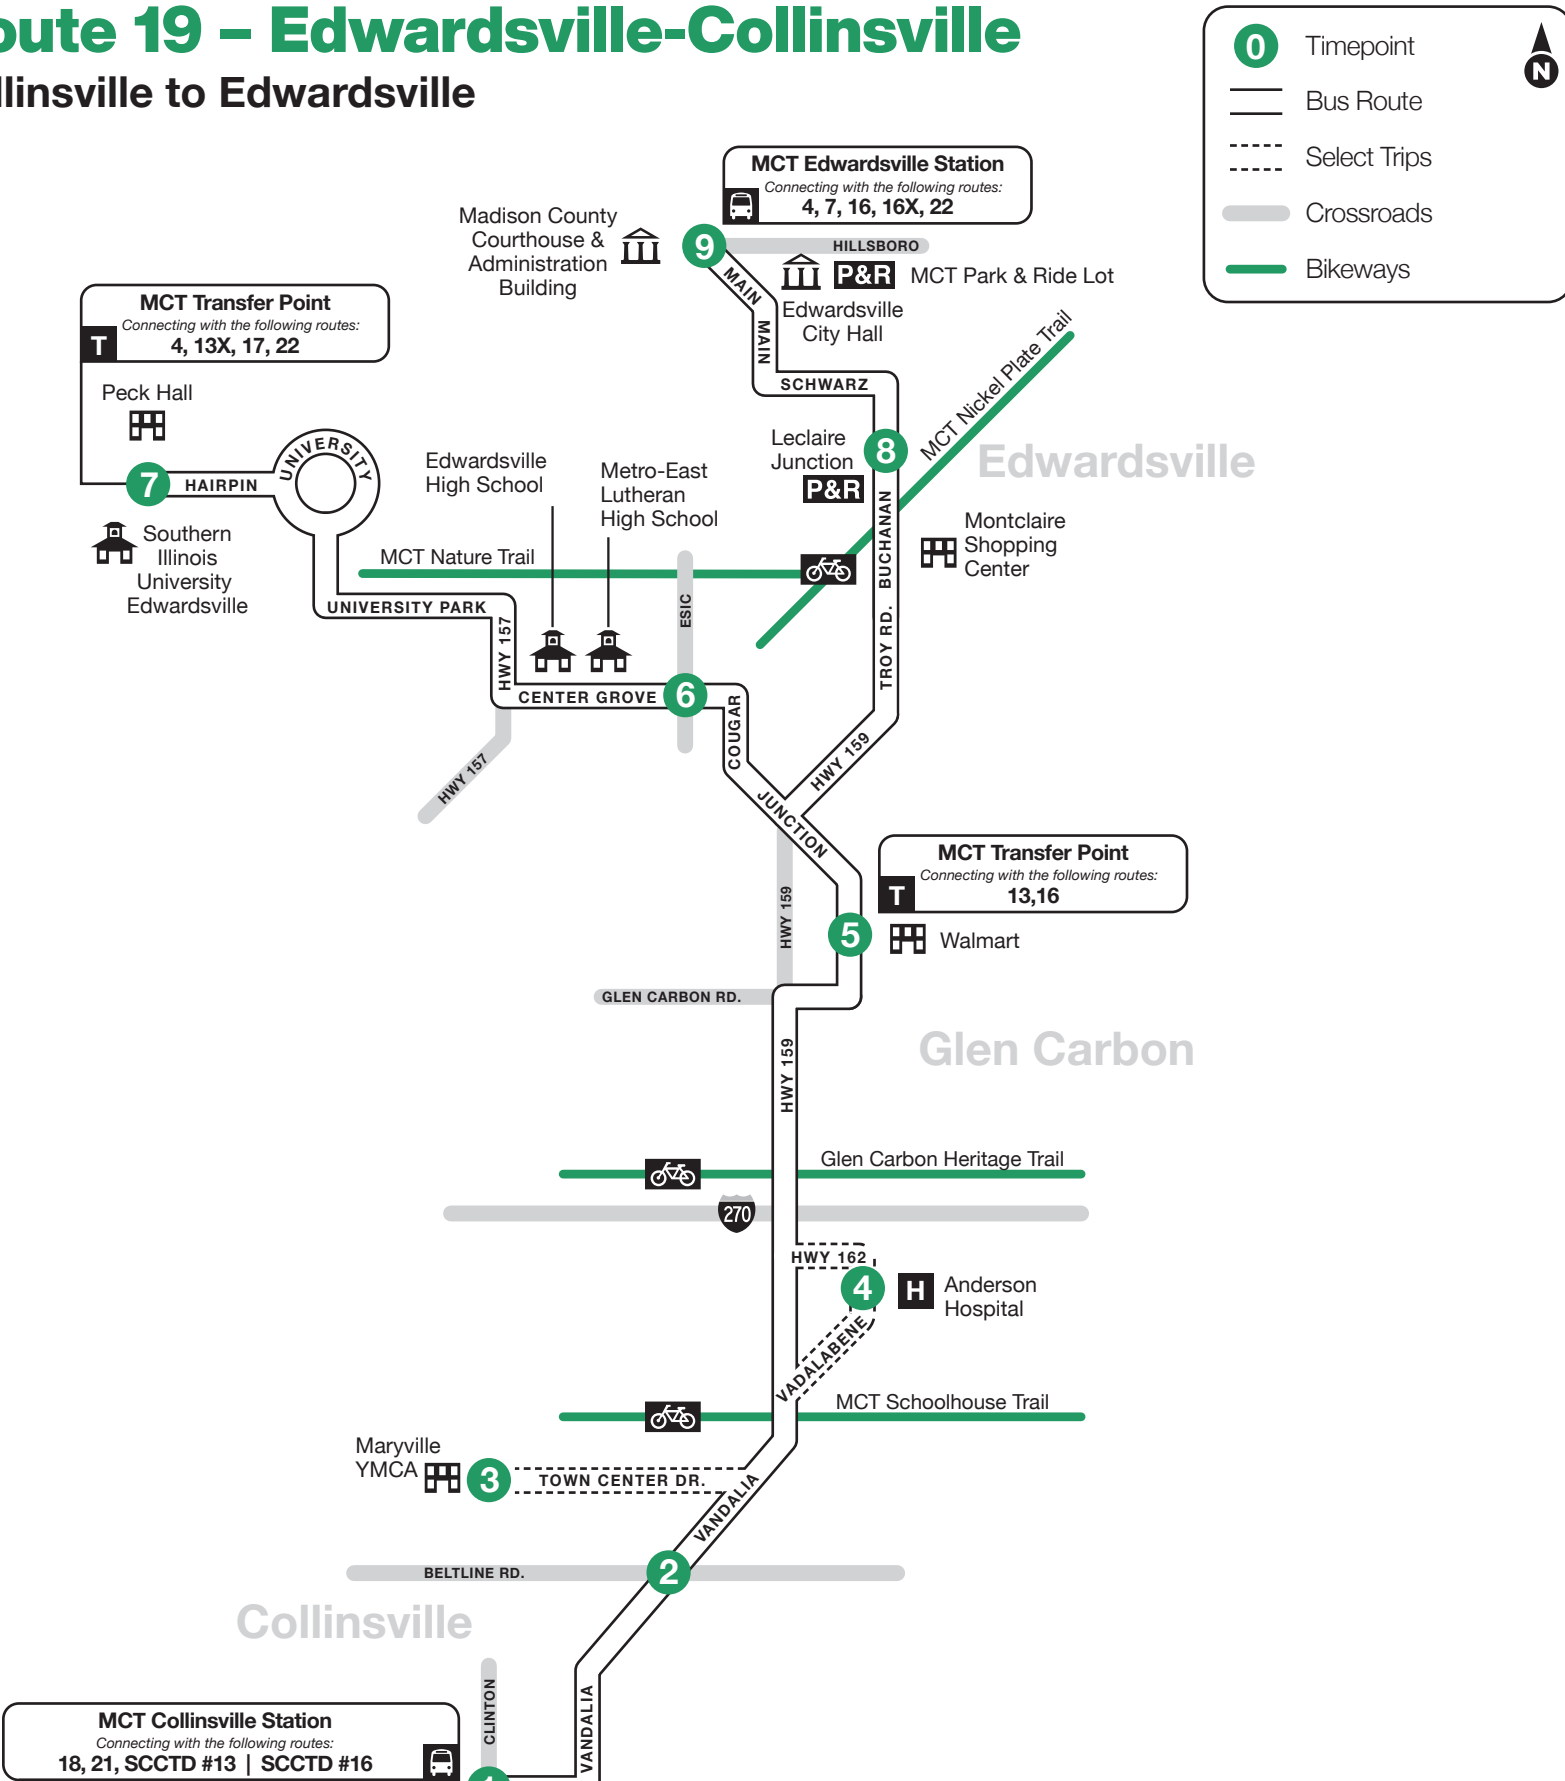 oute 19 – Edwardsville-Collinsville
llinsville to Edwardsville
0 Timepoint
N
Bus Route
Select Trips
Crossroads
Bikeways
MCT Edwardsville Station
Connecting with the following routes:
4, 7, 16, 16X, 22
Madison County
Courthouse &
Administration
Building
9
HILLSBORO
MAIN
P&R MCT Park & Ride Lot
Edwardsville
City Hall
MAIN
SCHWARZ
MCT Transfer Point
Connecting with the following routes:
T
4, 13X, 17, 22
Peck Hall
7
HAIRPIN
UNIVERSITY
Southern
Illinois
University
Edwardsville
Edwardsville
High School
Metro-East
Lutheran
High School
Leclaire
Junction
P&R
8
MCT Nickel Plate Trail
Edwardsville
BUCHANAN
Montclaire
Shopping
Center
MCT Nature Trail
UNIVERSITY PARK
HWY 157
ESIC
TROY RD.
CENTER GROVE
6
COUGAR
HWY 157
HWY 159
JUNCTION
MCT Transfer Point
Connecting with the following routes:
T
13,16
HWY 159
5
Walmart
GLEN CARBON RD.
Glen Carbon
HWY 159
Glen Carbon Heritage Trail
270
HWY 162
4
H
Anderson
Hospital
VADALABENE
MCT Schoolhouse Trail
Maryville
YMCA
3
TOWN CENTER DR.
VANDALIA
BELTLINE RD.
2
Collinsville
CLINTON
VANDALIA
MCT Collinsville Station
Connecting with the following routes:
18, 21, SCCTD #13 | SCCTD #16
1